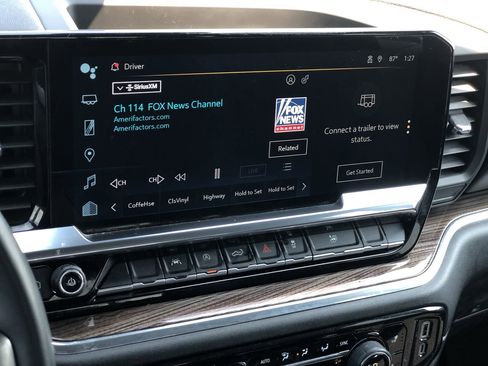 Driver
87° 1:27
SiriusXM
Ch 114 FOX News Channel
Amerifactors.com
Amerifactors.com
FOX
NEWS
channel
Related
Connect a trailer to view
status.
Get Started
CH CH LIVE
CoffeHse ClsVinyl Highway Hold to Set Hold to Set
AUTO